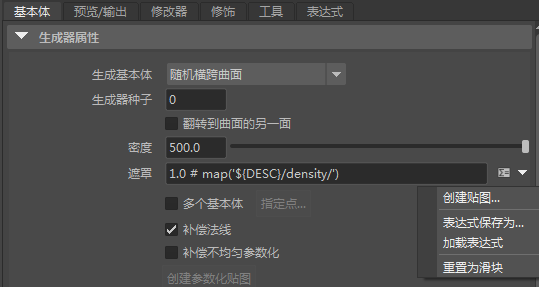 基本体 预览/输出 修改器 修饰 工具 表达式
生成器属性
生成基本体 随机横跨曲面
生成器种子 0
翻转到曲面的另一面
密度 500.0
遮罩 1.0 # map('${DESC}/density/')
多个基本体 指定点...
补偿法线
补偿不均匀参数化
创建参数化贴图
创建贴图...
表达式保存为...
加载表达式
重置为滑块